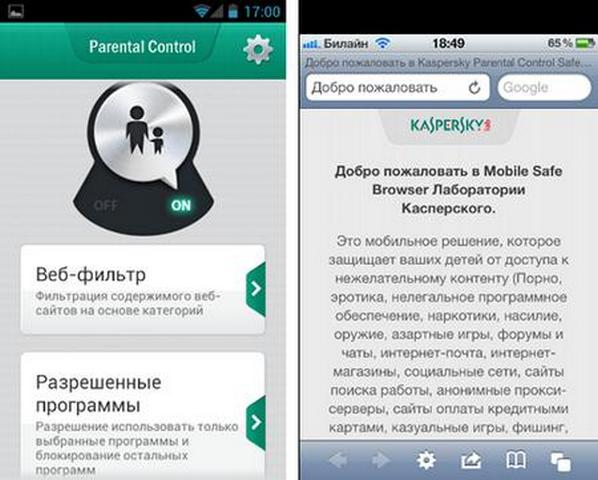 17:00
Parental Control
OFF
ON
Веб-фильтр
Фильтрация содержимого веб-
сайтов на основе категорий
Разрешенные
программы
Разрешение использовать только
выбранные программы и
блокирование остальных
программ
Билайн
18:49
65 %
Добро пожаловать в Kaspersky Parental Control Safe...
Добро пожаловать
Google
KASPERSKY lab
Добро пожаловать в Mobile Safe
Browser Лаборатории
Касперского.
Это мобильное решение, которое
защищает ваших детей от доступа к
нежелательному контенту (Порно,
эротика, нелегальное программное
обеспечение, наркотики, насилие,
оружие, азартные игры, форумы и
чаты, интернет-почта, интернет-
магазины, социальные сети, сайты
поиска работы, анонимные прокси-
серверы, сайты оплаты кредитными
картами, казуальные игры, фишинг,